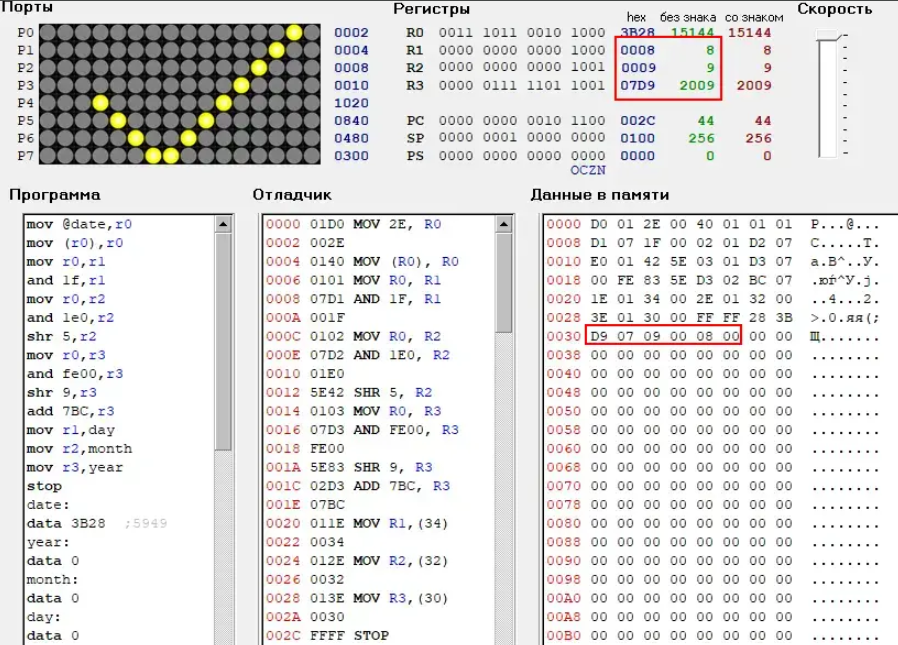 Порты
P0 0002
P1 0004
P2 0008
P3 0010
P4 1020
P5 0840
P6 0480
P7 0300
Регистры
hex без знака со знаком
R0 0011 1011 0010 1000 3B28 15144 15144
R1 0000 0000 0000 1000 0008 8 8
R2 0000 0000 0000 1001 0009 9 9
R3 0000 0111 1101 1001 07D9 2009 2009
PC 0000 0000 0010 1100 002C 44 44
SP 0000 0001 0000 0000 0100 256 256
PS 0000 0000 0000 0000 0000 0 0
OCZN
Скорость
Программа
mov @date,r0
mov (r0),r0
mov r0,r1
and 1f,r1
mov r0,r2
and 1e0,r2
shr 5,r2
mov r0,r3
and fe00,r3
shr 9,r3
add 7BC,r3
mov r1,day
mov r2,month
mov r3,year
stop
date:
data 3B28 ;5949
year:
data 0
month:
data 0
day:
data 0
Отладчик
0000 01D0 MOV 2E, R0
0002 002E
0004 0140 MOV (R0), R0
0006 0101 MOV R0, R1
0008 07D1 AND 1F, R1
000A 001F
000C 0102 MOV R0, R2
000E 07D2 AND 1E0, R2
0010 01E0
0012 5E42 SHR 5, R2
0014 0103 MOV R0, R3
0016 07D3 AND FE00, R3
0018 FE00
001A 5E83 SHR 9, R3
001C 02D3 ADD 7BC, R3
001E 07BC
0020 011E MOV R1,(34)
0022 0034
0024 012E MOV R2,(32)
0026 0032
0028 013E MOV R3,(30)
002A 0030
002C FFFF STOP
Данные в памяти
0000 D0 01 2E 00 40 01 01 01 Р...@...
0008 D1 07 1F 00 02 01 D2 07 С.....Т.
0010 E0 01 42 5E 03 01 D3 07 а.B^..У.
0018 00 FE 83 5E D3 02 BC 07 .юѓ^У.ј.
0020 1E 01 34 00 2E 01 32 00 ..4...2.
0028 3E 01 30 00 FF FF 28 3B >.0.яя(;
0030 D9 07 09 00 08 00 00 00 Щ.......
0038 00 00 00 00 00 00 00 00 ........
0040 00 00 00 00 00 00 00 00 ........
0048 00 00 00 00 00 00 00 00 ........
0050 00 00 00 00 00 00 00 00 ........
0058 00 00 00 00 00 00 00 00 ........
0060 00 00 00 00 00 00 00 00 ........
0068 00 00 00 00 00 00 00 00 ........
0070 00 00 00 00 00 00 00 00 ........
0078 00 00 00 00 00 00 00 00 ........
0080 00 00 00 00 00 00 00 00 ........
0088 00 00 00 00 00 00 00 00 ........
0090 00 00 00 00 00 00 00 00 ........
0098 00 00 00 00 00 00 00 00 ........
00A0 00 00 00 00 00 00 00 00 ........
00A8 00 00 00 00 00 00 00 00 ........
00B0 00 00 00 00 00 00 00 00 ........